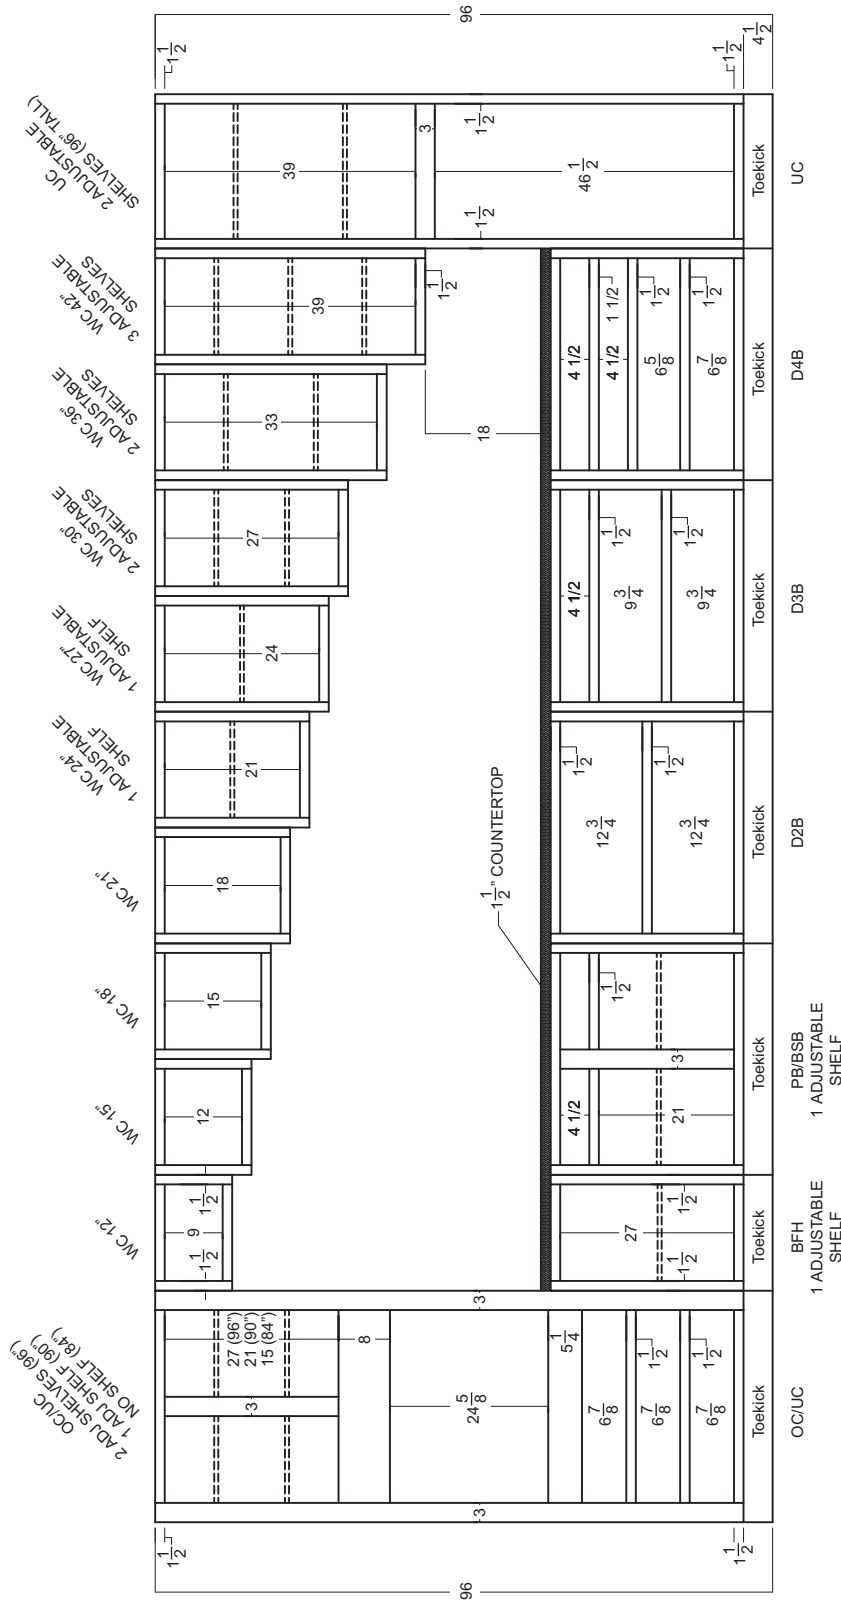 OC/UC
2 ADJ SHELVES (96")
1 ADJ SHELF (90")
NO SHELF (84")
WC 12"
WC 15"
WC 18"
WC 21"
WC 24"
1 ADJUSTABLE
SHELF
WC 27"
1 ADJUSTABLE
SHELF
WC 30"
2 ADJUSTABLE
SHELVES
WC 36"
2 ADJUSTABLE
SHELVES
WC 42"
3 ADJUSTABLE
SHELVES
UC
2 ADJUSTABLE
SHELVES (96" TALL)
1 1/2
96
1 1/2
3
27 (96")
21 (90")
15 (84")
3
8
24 5/8
5 1/4
6 7/8
6 7/8
1 1/2
6 7/8
1 1/2
3
1 1/2
9
1 1/2
12
15
18
21
24
27
33
39
1 1/2
18
39
3
1 1/2
1 1/2
46 1/2
1 1/2
96
1 1/2
4 1/2
1 1/2" COUNTERTOP
27
1 1/2
1 1/2
4 1/2
21
3
1 1/2
12 3/4
1 1/2
12 3/4
1 1/2
4 1/2
9 3/4
1 1/2
9 3/4
1 1/2
4 1/2
4 1/2
1 1/2
6 5/8
1 1/2
6 7/8
1 1/2
Toekick
Toekick
Toekick
Toekick
Toekick
Toekick
Toekick
OC/UC
BFH
1 ADJUSTABLE
SHELF
PB/BSB
1 ADJUSTABLE
SHELF
D2B
D3B
D4B
UC